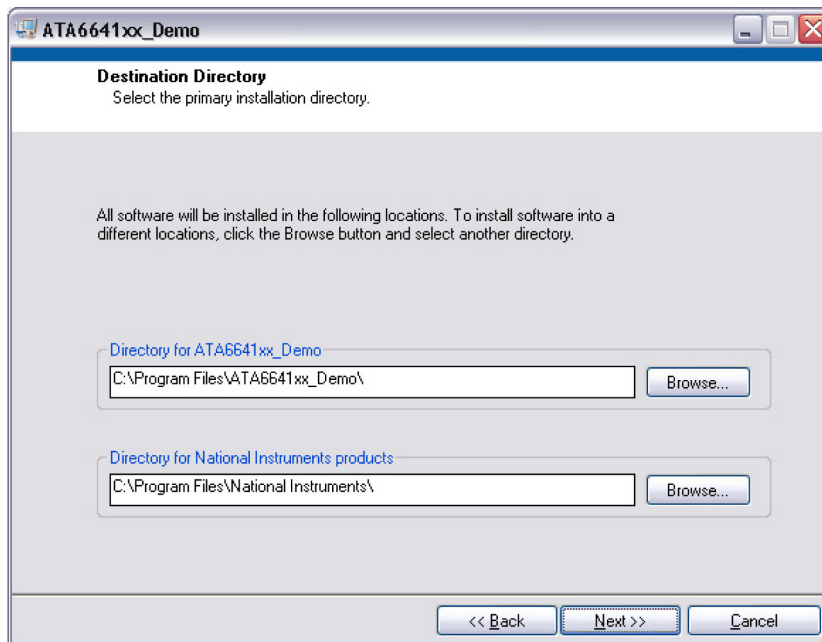 ATA6641xx_Demo
Destination Directory
Select the primary installation directory.
All software will be installed in the following locations. To install software into a
different locations, click the Browse button and select another directory.
Directory for ATA6641xx_Demo
C:\Program Files\ATA6641xx_Demo\
Browse...
Directory for National Instruments products
C:\Program Files\National Instruments\
Browse...
<< Back
Next >>
Cancel